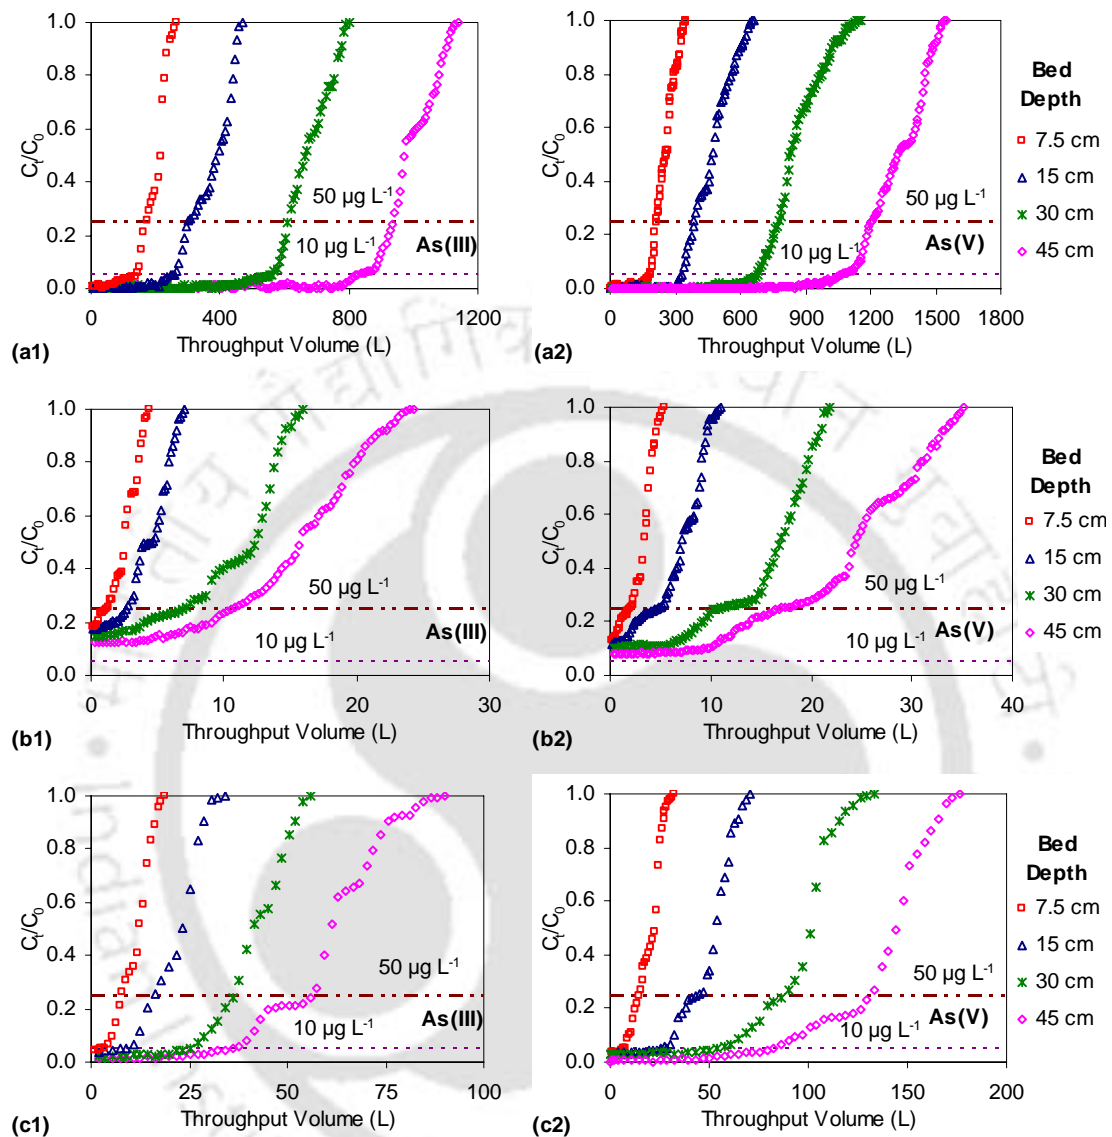 1.0
0.8
0.6
0.4
0.2
0.0
Cₜ/C₀
50 µg L⁻¹
10 µg L⁻¹
As(III)
0 400 800 1200
Throughput Volume (L)
(a1)
1.0
0.8
0.6
0.4
0.2
0.0
Cₜ/C₀
50 µg L⁻¹
10 µg L⁻¹
As(V)
0 300 600 900 1200 1500 1800
Throughput Volume (L)
(a2)
Bed
Depth
7.5 cm
15 cm
30 cm
45 cm
1.0
0.8
0.6
0.4
0.2
0.0
Cₜ/C₀
50 µg L⁻¹
As(III)
10 µg L⁻¹
0 10 20 30
Throughput Volume (L)
(b1)
1.0
0.8
0.6
0.4
0.2
0.0
Cₜ/C₀
50 µg L⁻¹
As(V)
10 µg L⁻¹
0 10 20 30 40
Throughput Volume (L)
(b2)
Bed
Depth
7.5 cm
15 cm
30 cm
45 cm
1.0
0.8
0.6
0.4
0.2
0.0
Cₜ/C₀
50 µg L⁻¹
10 µg L⁻¹
As(III)
0 25 50 75 100
Throughput Volume (L)
(c1)
1.0
0.8
0.6
0.4
0.2
0.0
Cₜ/C₀
50 µg L⁻¹
10 µg L⁻¹
As(V)
0 50 100 150 200
Throughput Volume (L)
(c2)
Bed
Depth
7.5 cm
15 cm
30 cm
45 cm
Indian